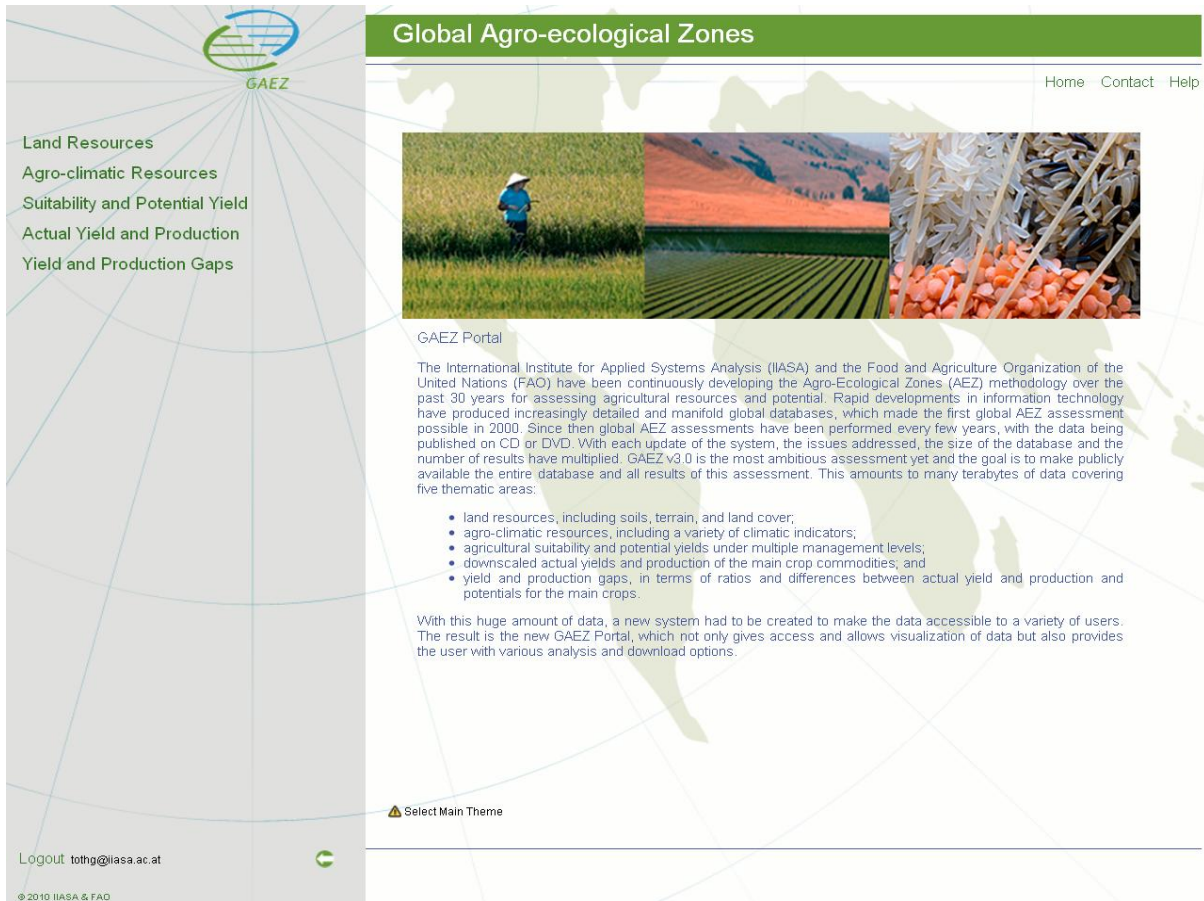 GAEZ
Global Agro-ecological Zones
Home Contact Help
Land Resources
Agro-climatic Resources
Suitability and Potential Yield
Actual Yield and Production
Yield and Production Gaps
GAEZ Portal
The International Institute for Applied Systems Analysis (IIASA) and the Food and Agriculture Organization of the
United Nations (FAO) have been continuously developing the Agro-Ecological Zones (AEZ) methodology over the
past 30 years for assessing agricultural resources and potential. Rapid developments in information technology
have produced increasingly detailed and manifold global databases, which made the first global AEZ assessment
possible in 2000. Since then global AEZ assessments have been performed every few years, with the data being
published on CD or DVD. With each update of the system, the issues addressed, the size of the database and the
number of results have multiplied. GAEZ v3.0 is the most ambitious assessment yet and the goal is to make publicly
available the entire database and all results of this assessment. This amounts to many terabytes of data covering
five thematic areas:
• land resources, including soils, terrain, and land cover;
• agro-climatic resources, including a variety of climatic indicators;
• agricultural suitability and potential yields under multiple management levels;
• downscaled actual yields and production of the main crop commodities; and
• yield and production gaps, in terms of ratios and differences between actual yield and production and
potentials for the main crops.
With this huge amount of data, a new system had to be created to make the data accessible to a variety of users.
The result is the new GAEZ Portal, which not only gives access and allows visualization of data but also provides
the user with various analysis and download options.
Select Main Theme
Logout tothg@iiasa.ac.at
© 2010 IIASA & FAO